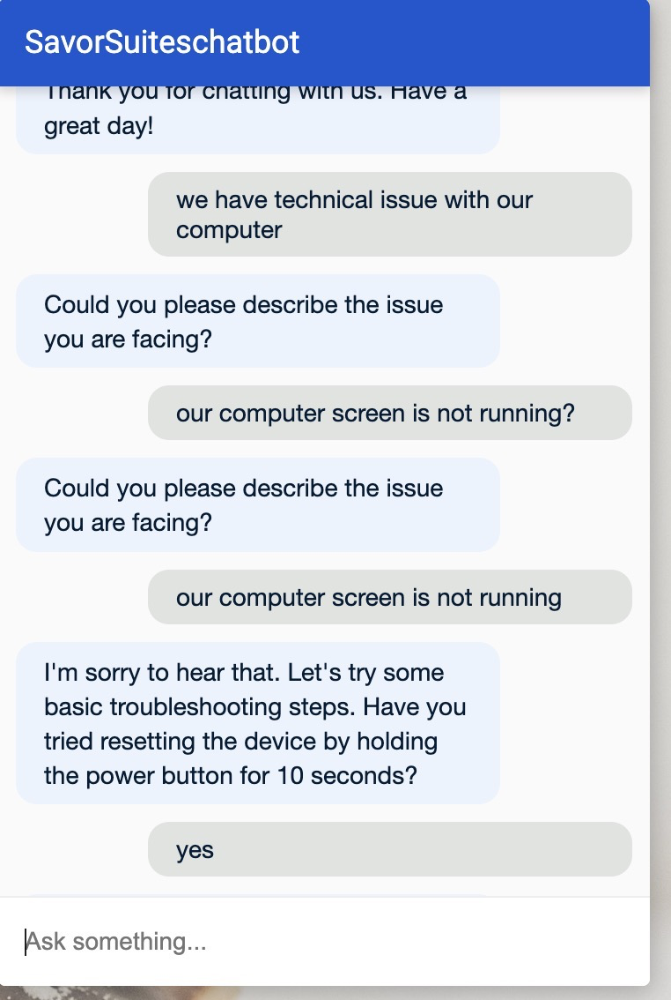 SavorSuiteschatbot
Thank you for chatting with us. Have a
great day!
we have technical issue with our
computer
Could you please describe the issue
you are facing?
our computer screen is not running?
Could you please describe the issue
you are facing?
our computer screen is not running
I'm sorry to hear that. Let's try some
basic troubleshooting steps. Have you
tried resetting the device by holding
the power button for 10 seconds?
yes
Ask something...